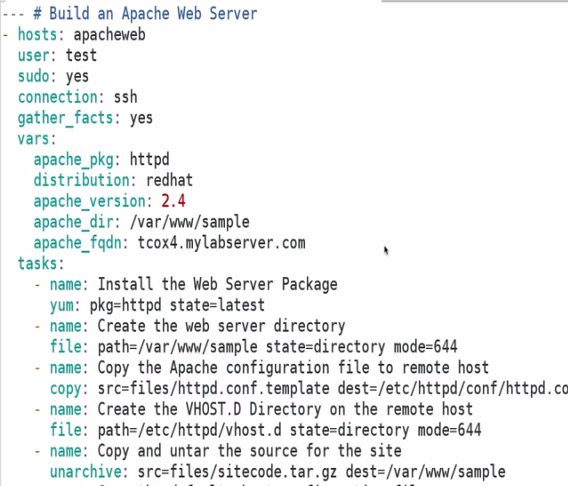 --- # Build an Apache Web Server
- hosts: apacheweb
  user: test
  sudo: yes
  connection: ssh
  gather_facts: yes
  vars:
    apache_pkg: httpd
    distribution: redhat
    apache_version: 2.4
    apache_dir: /var/www/sample
    apache_fqdn: tcox4.mylabserver.com
  tasks:
    - name: Install the Web Server Package
      yum: pkg=httpd state=latest
    - name: Create the web server directory
      file: path=/var/www/sample state=directory mode=644
    - name: Copy the Apache configuration file to remote host
      copy: src=files/httpd.conf.template dest=/etc/httpd/conf/httpd.co
    - name: Create the VHOST.D Directory on the remote host
      file: path=/etc/httpd/vhost.d state=directory mode=644
    - name: Copy and untar the source for the site
      unarchive: src=files/sitecode.tar.gz dest=/var/www/sample